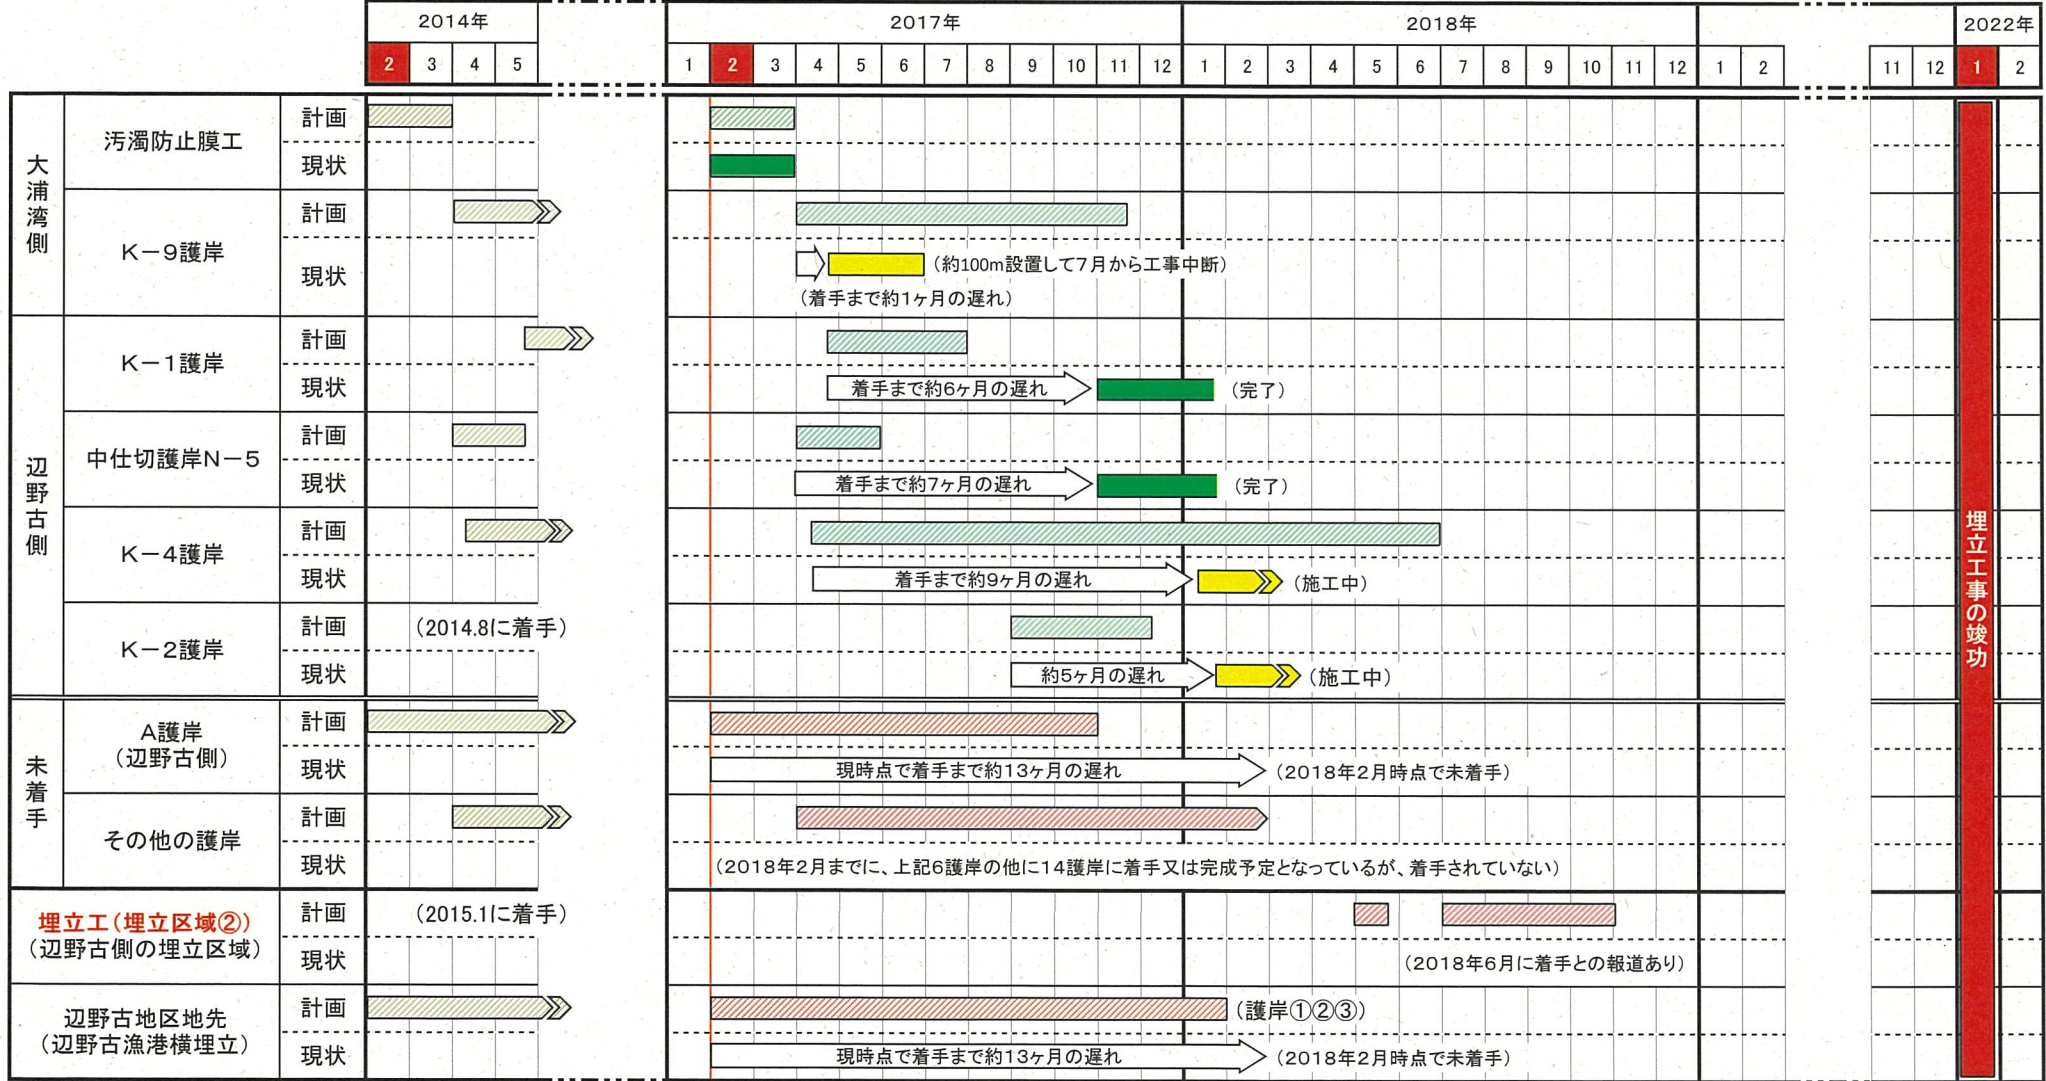 2014年 2017年 2018年 2022年
2 3 4 5 1 2 3 4 5 6 7 8 9 10 11 12 1 2 3 4 5 6 7 8 9 10 11 12 1 2 11 12 1 2
大浦湾側
汚濁防止膜工
計画
現状
K－9護岸
計画
現状
(約100m設置して7月から工事中断)
(着手まで約1ヶ月の遅れ)
辺野古側
K－1護岸
計画
現状
着手まで約6ヶ月の遅れ
(完了)
中仕切護岸N－5
計画
現状
着手まで約7ヶ月の遅れ
(完了)
K－4護岸
計画
現状
着手まで約9ヶ月の遅れ
(施工中)
K－2護岸
計画
(2014.8に着手)
現状
約5ヶ月の遅れ
(施工中)
未着手
A護岸
(辺野古側)
計画
現状
現時点で着手まで約13ヶ月の遅れ
(2018年2月時点で未着手)
その他の護岸
計画
現状
(2018年2月までに、上記6護岸の他に14護岸に着手又は完成予定となっているが、着手されていない)
埋立工(埋立区域②)
(辺野古側の埋立区域)
計画
(2015.1に着手)
現状
(2018年6月に着手との報道あり)
辺野古地区地先
(辺野古漁港横埋立)
計画
(護岸①②③)
現状
現時点で着手まで約13ヶ月の遅れ
(2018年2月時点で未着手)
埋立工事の竣功